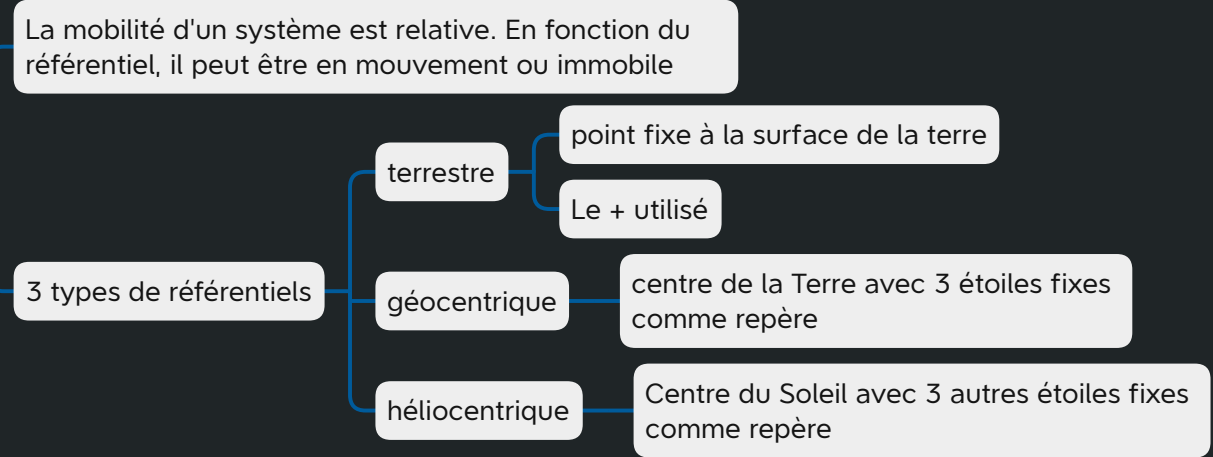 La mobilité d'un système est relative. En fonction du
référentiel, il peut être en mouvement ou immobile
3 types de référentiels
terrestre
point fixe à la surface de la terre
Le + utilisé
géocentrique
centre de la Terre avec 3 étoiles fixes
comme repère
héliocentrique
Centre du Soleil avec 3 autres étoiles fixes
comme repère